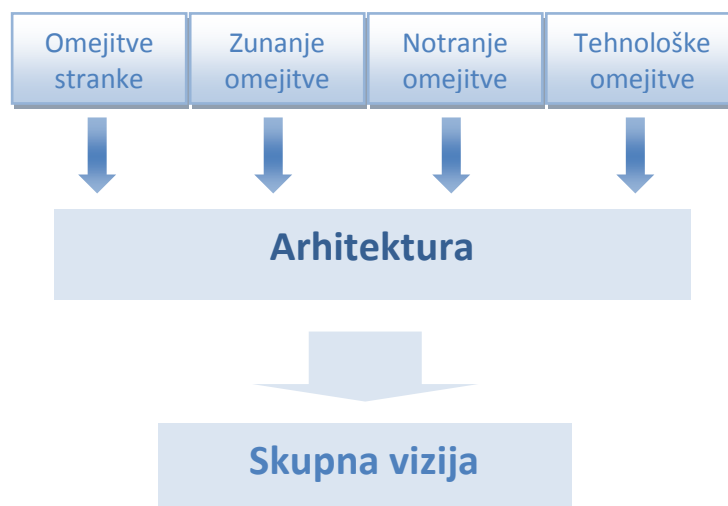 Omejitve
stranke
Zunanje
omejitve
Notranje
omejitve
Tehnološke
omejitve
Arhitektura
Skupna vizija